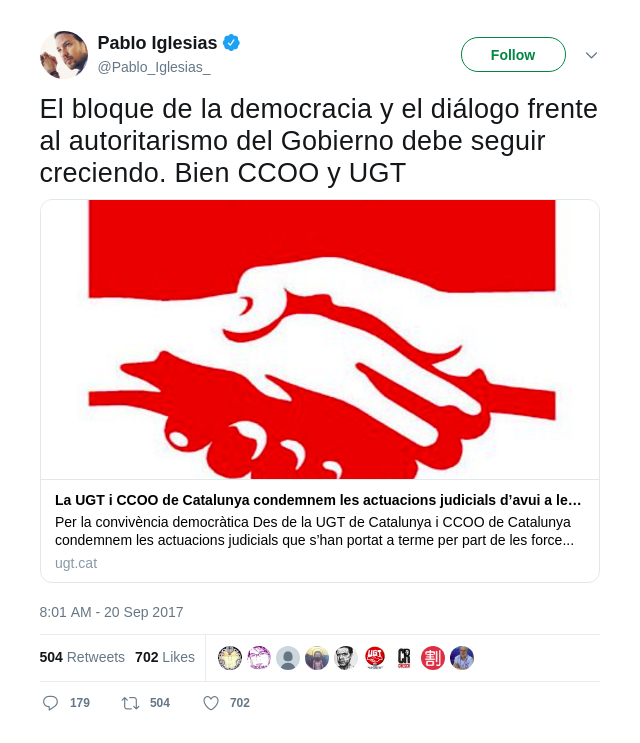 Pablo Iglesias
@Pablo_Iglesias_
Follow
El bloque de la democracia y el diálogo frente
al autoritarismo del Gobierno debe seguir
creciendo. Bien CCOO y UGT
La UGT i CCOO de Catalunya condemnem les actuacions judicials d’avui a le…
Per la convivència democràtica Des de la UGT de Catalunya i CCOO de Catalunya
condemnem les actuacions judicials que s’han portat a terme per part de les force...
ugt.cat
8:01 AM - 20 Sep 2017
504 Retweets 702 Likes
UGT
CR
割
179 504 702